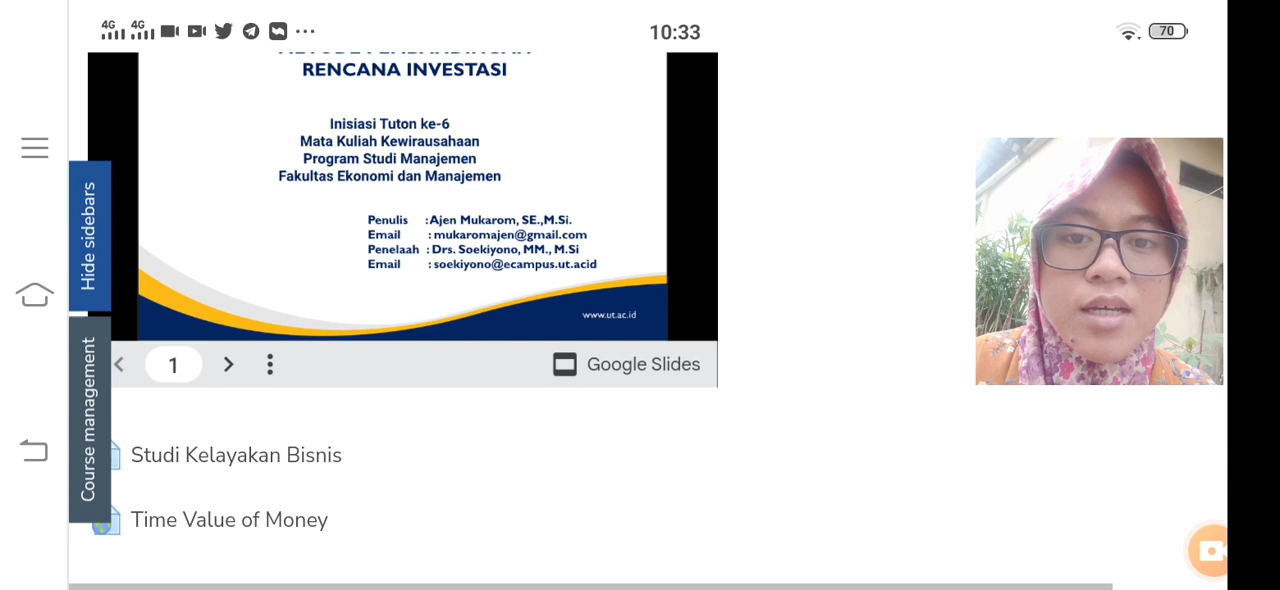 4G 4G 10:33 70
RENCANA INVESTASI
Inisiasi Tuton ke-6
Mata Kuliah Kewirausahaan
Program Studi Manajemen
Fakultas Ekonomi dan Manajemen
Penulis : Ajen Mukarom, SE.,M.Si.
Email : mukaromajen@gmail.com
Penelaah : Drs. Soekiyono, MM., M.Si
Email : soekiyono@ecampus.ut.acid
www.ut.ac.id
Hide sidebars
1
Google Slides
Course management
Studi Kelayakan Bisnis
Time Value of Money